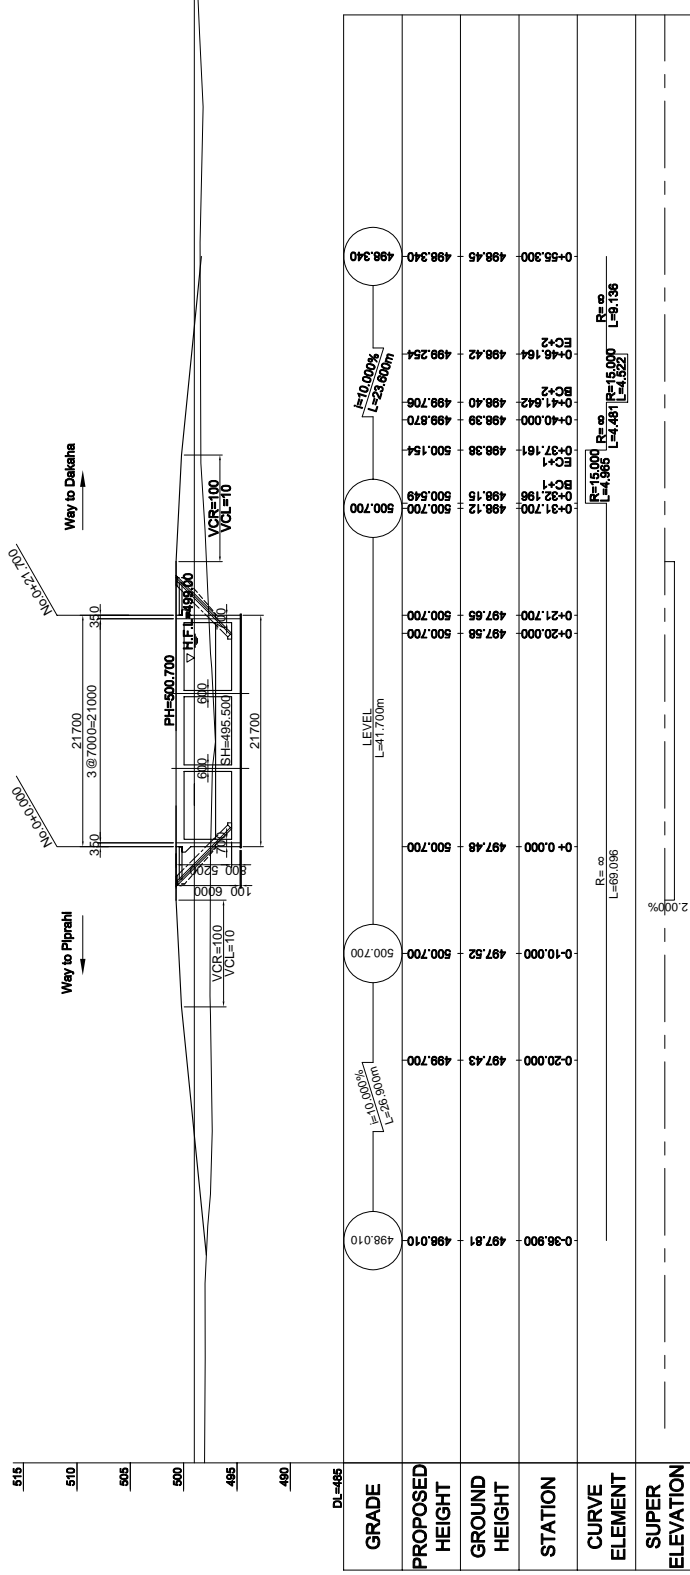 515
510
505
500
495
490
DL=485
Way to Piprahi
Way to Dakaha
No.0+0.000
No.0+21.700
350
21700
3@7000=21000
350
PH=500.700
H.F.L=499.00
600
600
SH=495.500
700
700
21700
5200
800
6000
100
VCR=100
VCL=10
VCR=100
VCL=10
GRADE
498.010
i=10.000%
L=26.900m
500.700
LEVEL
L=41.700m
500.700
i=10.000%
L=23.600m
498.340
PROPOSED
HEIGHT
498.010
499.700
500.700
500.700
500.700
500.700
500.700
500.549
500.154
499.870
499.706
499.254
498.340
GROUND
HEIGHT
497.81
497.43
497.52
497.48
497.58
497.65
498.12
498.15
498.38
498.39
498.40
498.42
498.45
STATION
0-36.900
0-20.000
0-10.000
0+ 0.000
0+20.000
0+21.700
0+31.700
0+32.196
BC+1
0+37.161
EC+1
0+40.000
0+41.642
BC+2
0+46.164
EC+2
0+55.300
CURVE
ELEMENT
R= ∞
L=69.096
R=15.000
L=4.965
R= ∞
L=4.481
R=15.000
L=4.522
R= ∞
L=9.136
SUPER
ELEVATION
2.000%